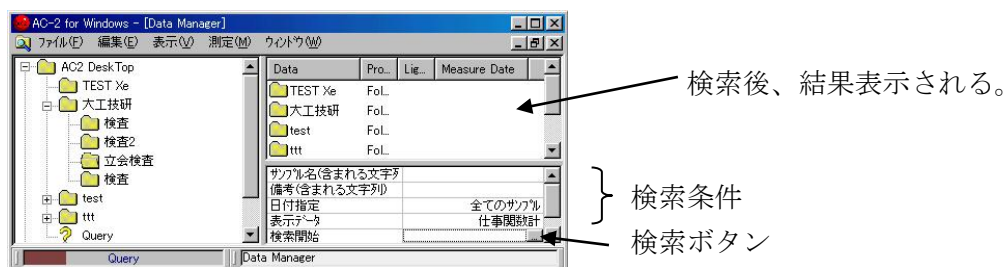 AC-2 for Windows - [Data Manager]
ファイル(F) 編集(E) 表示(V) 測定(M) ウィンドウ(W)
AC2 DeskTop
TEST Xe
大工技研
検査
検査2
立会検査
検査
test
ttt
Query
Data Pro... Lig... Measure Date
TEST Xe Fol...
大工技研 Fol...
test Fol...
ttt Fol...
サンプル名(含まれる文字列
備考(含まれる文字列)
日付指定 全てのサンプル
表示データ 仕事関数計
検索開始 ...
Query Data Manager
検索後、結果表示される。
検索条件
検索ボタン